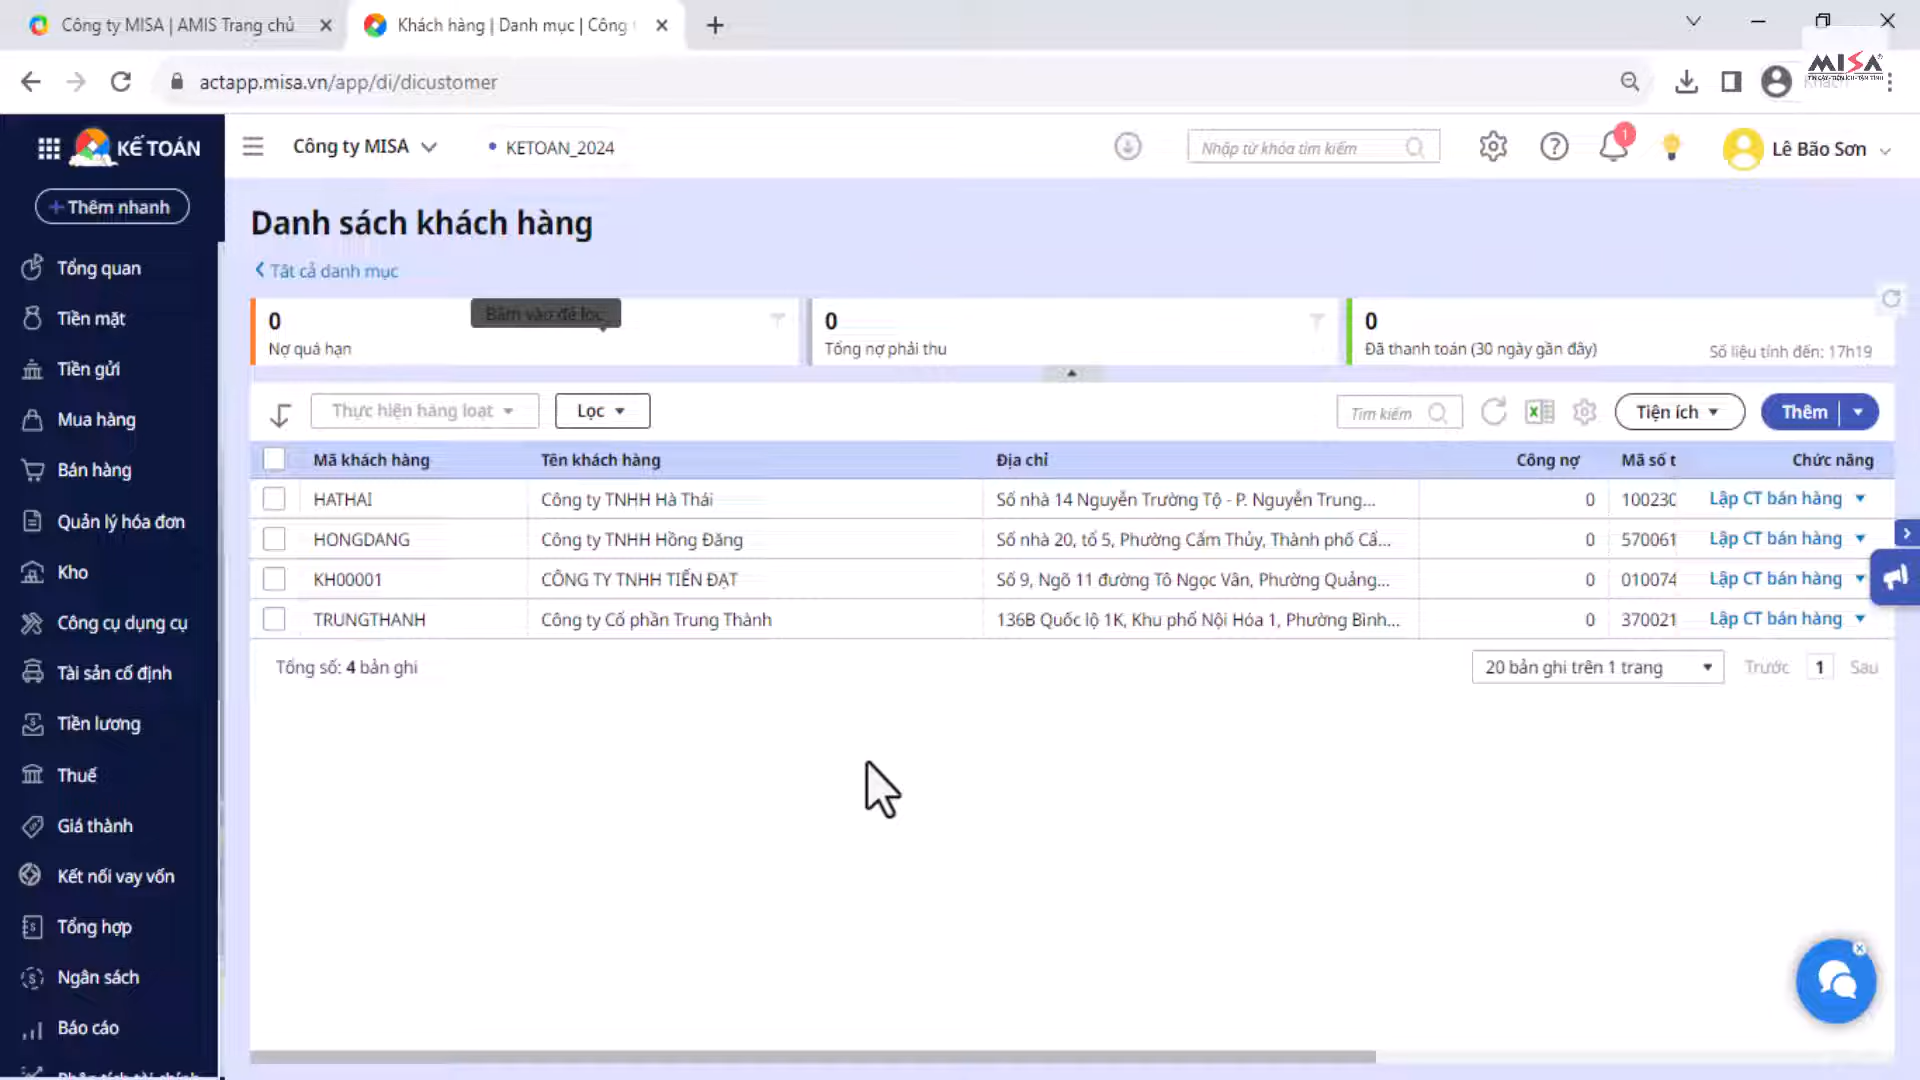 Công ty MISA | AMIS Trang chủ
Khách hàng | Danh mục | Công
actapp.misa.vn/app/di/dicustomer
MISA
KẾ TOÁN
Công ty MISA
KETOAN_2024
Nhập từ khóa tìm kiếm
1
Lê Bão Sơn
Thêm nhanh
Danh sách khách hàng
Tất cả danh mục
Tổng quan
Tiền mặt
Tiền gửi
Mua hàng
Bán hàng
Quản lý hóa đơn
Kho
Công cụ dụng cụ
Tài sản cố định
Tiền lương
Thuế
Giá thành
Kết nối vay vốn
Tổng hợp
Ngân sách
Báo cáo
Phân tích tài chính
0
Nợ quá hạn
Bấm vào để lọc
0
Tổng nợ phải thu
0
Đã thanh toán (30 ngày gần đây)
Số liệu tính đến: 17h19
Thực hiện hàng loạt
Lọc
Tìm kiếm
Tiện ích
Thêm
Mã khách hàng Tên khách hàng Địa chỉ Công nợ Mã số t Chức năng
HATHAI Công ty TNHH Hà Thái Số nhà 14 Nguyễn Trường Tộ - P. Nguyễn Trung... 0 10023C Lập CT bán hàng
HONGDANG Công ty TNHH Hồng Đăng Số nhà 20, tổ 5, Phường Cẩm Thủy, Thành phố Cẩ... 0 570061 Lập CT bán hàng
KH00001 CÔNG TY TNHH TIẾN ĐẠT Số 9, Ngõ 11 đường Tô Ngọc Vân, Phường Quảng... 0 010074 Lập CT bán hàng
TRUNGTHANH Công ty Cổ phần Trung Thành 136B Quốc lộ 1K, Khu phố Nội Hóa 1, Phường Bình... 0 370021 Lập CT bán hàng
Tổng số: 4 bản ghi
20 bản ghi trên 1 trang
Trước 1 Sau